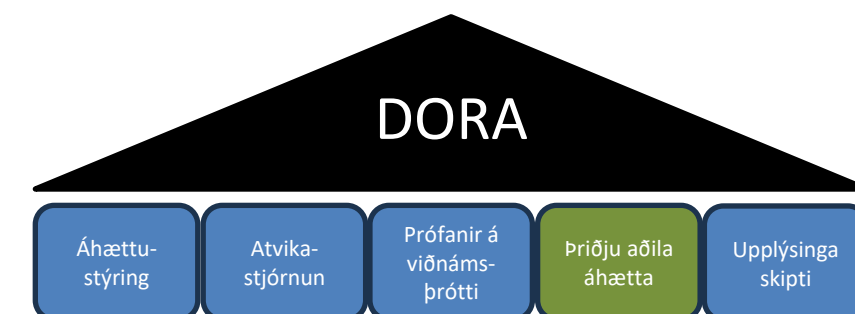 DORA
Áhættu-
stýring
Atvika-
stjórnun
Prófanir á
viðnáms-
þrótti
Þriðju aðila
áhætta
Upplýsinga
skipti